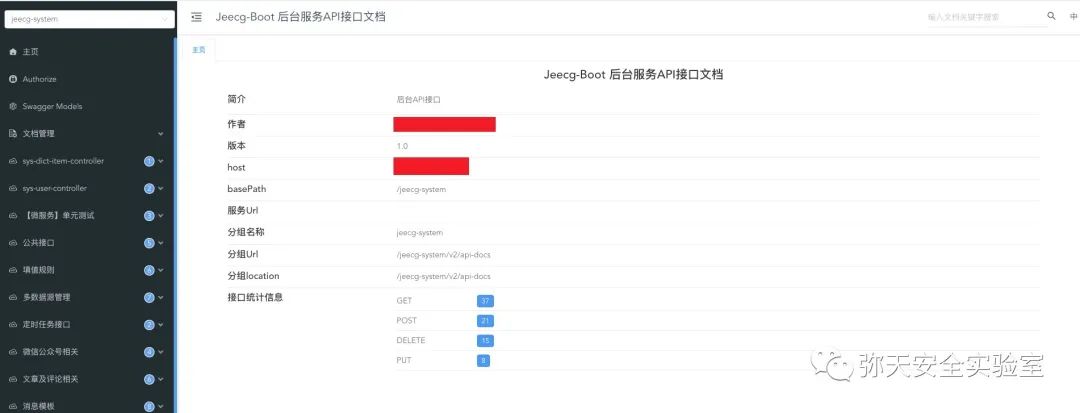 jeecg-system
Jeecg-Boot 后台服务API接口文档
输入文档关键字搜索
中
主页
Authorize
Swagger Models
文档管理
sys-dict-item-controller 1
sys-user-controller 2
【微服务】单元测试 3
公共接口 5
填值规则 6
多数据源管理 7
定时任务接口 2
微信公众号相关 4
文章及评论相关 6
消息模板 8
主页
Jeecg-Boot 后台服务API接口文档
简介 后台API接口
作者
版本 1.0
host
basePath /jeecg-system
服务Url
分组名称 jeecg-system
分组Url /jeecg-system/v2/api-docs
分组location /jeecg-system/v2/api-docs
接口统计信息
GET 37
POST 21
DELETE 15
PUT 8
弥天安全实验室